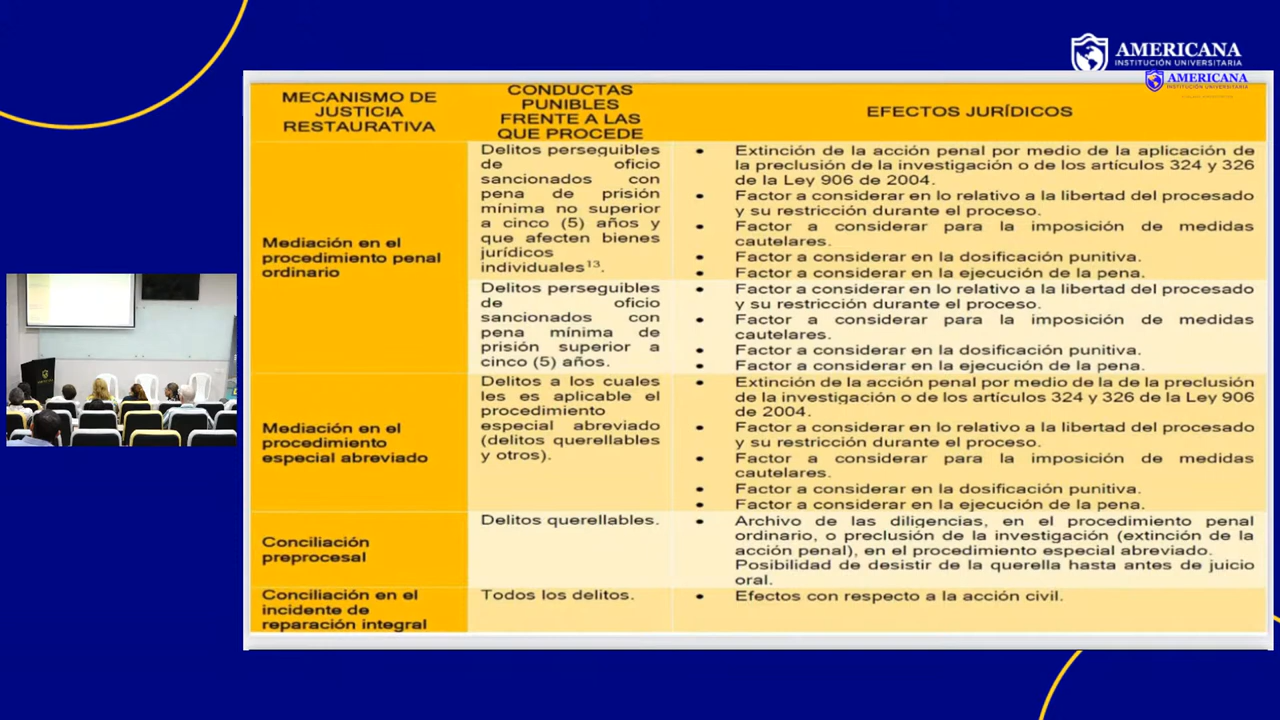 AMERICANA
INSTITUCIÓN UNIVERSITARIA
AMERICANA
INSTITUCIÓN UNIVERSITARIA
MECANISMO DE
JUSTICIA
RESTAURATIVA
CONDUCTAS
PUNIBLES
FRENTE A LAS
QUE PROCEDE
EFECTOS JURÍDICOS
Mediación en el
procedimiento penal
ordinario
Delitos perseguibles
de oficio
sancionados con
pena de prisión
mínima no superior
a cinco (5) años y
que afecten bienes
jurídicos
individuales¹³.
• Extinción de la acción penal por medio de la aplicación de
la preclusión de la investigación o de los artículos 324 y 326
de la Ley 906 de 2004.
• Factor a considerar en lo relativo a la libertad del procesado
y su restricción durante el proceso.
• Factor a considerar para la imposición de medidas
cautelares.
• Factor a considerar en la dosificación punitiva.
• Factor a considerar en la ejecución de la pena.
Delitos perseguibles
de oficio
sancionados con
pena mínima de
prisión superior a
cinco (5) años.
• Factor a considerar en lo relativo a la libertad del procesado
y su restricción durante el proceso.
• Factor a considerar para la imposición de medidas
cautelares.
• Factor a considerar en la dosificación punitiva.
• Factor a considerar en la ejecución de la pena.
Mediación en el
procedimiento
especial abreviado
Delitos a los cuales
les es aplicable el
procedimiento
especial abreviado
(delitos querellables
y otros).
• Extinción de la acción penal por medio de la de la preclusión
de la investigación o de los artículos 324 y 326 de la Ley 906
de 2004.
• Factor a considerar en lo relativo a la libertad del procesado
y su restricción durante el proceso.
• Factor a considerar para la imposición de medidas
cautelares.
• Factor a considerar en la dosificación punitiva.
• Factor a considerar en la ejecución de la pena.
Conciliación
preprocesal
Delitos querellables.
• Archivo de las diligencias, en el procedimiento penal
ordinario, o preclusión de la investigación (extinción de la
acción penal), en el procedimiento especial abreviado.
Posibilidad de desistir de la querella hasta antes de juicio
oral.
Conciliación en el
incidente de
reparación integral
Todos los delitos.
• Efectos con respecto a la acción civil.